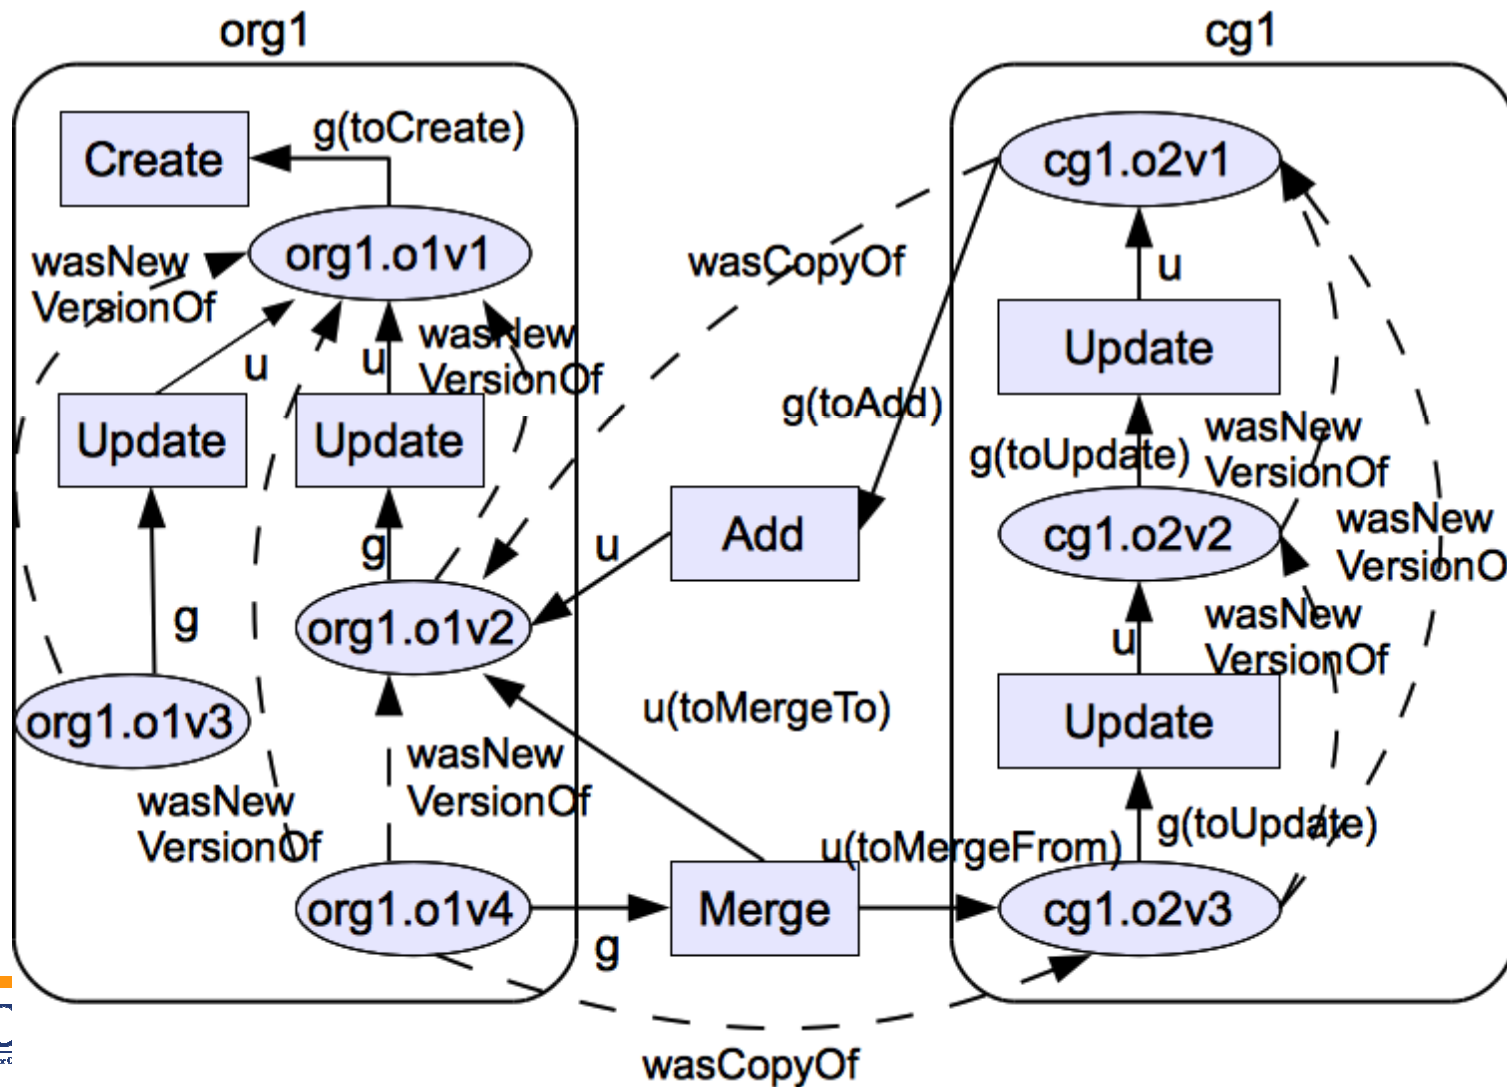 org1
cg1
g(toCreate)
Create
cg1.o2v1
org1.o1v1
wasNew
VersionOf
wasCopyOf
u
wasNew
VersionOf
u
u
Update
g(toAdd)
Update
Update
wasNew
VersionOf
g(toUpdate)
wasNew
VersionO
Add
cg1.o2v2
g
u
g
org1.o1v2
wasNew
VersionOf
u
org1.o1v3
u(toMergeTo)
Update
wasNew
VersionOf
wasNew
VersionOf
u(toMergeFrom)
g(toUpdate)
org1.o1v4
Merge
cg1.o2v3
g
wasCopyOf